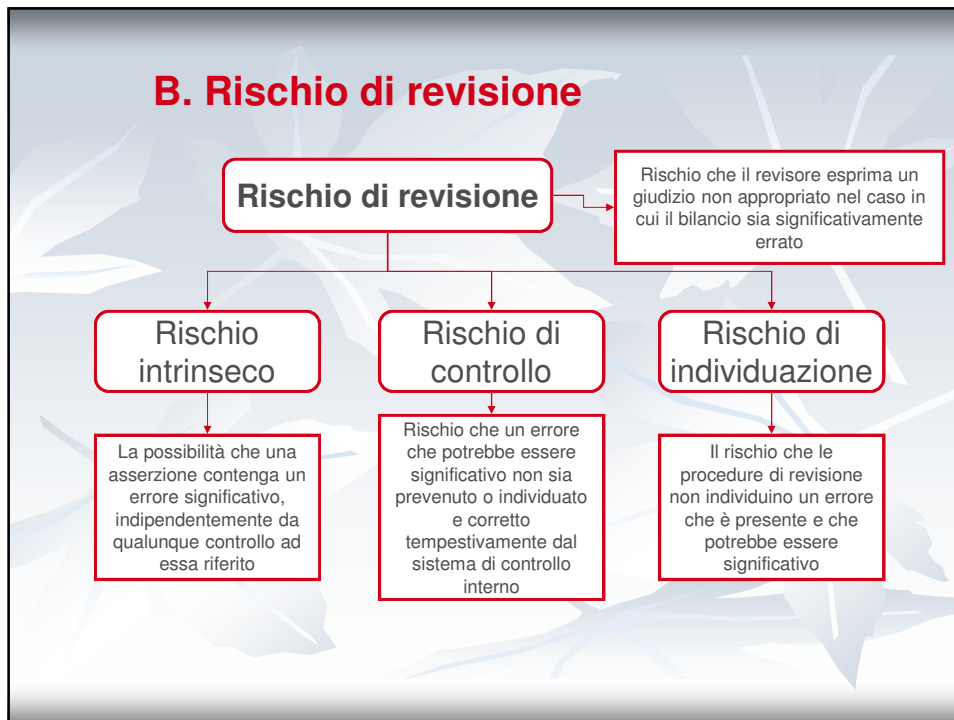 B. Rischio di revisione
Rischio di revisione
Rischio che il revisore esprima un
giudizio non appropriato nel caso in
cui il bilancio sia significativamente
errato
Rischio
intrinseco
Rischio di
controllo
Rischio di
individuazione
La possibilità che una
asserzione contenga un
errore significativo,
indipendentemente da
qualunque controllo ad
essa riferito
Rischio che un errore
che potrebbe essere
significativo non sia
prevenuto o individuato
e corretto
tempestivamente dal
sistema di controllo
interno
Il rischio che le
procedure di revisione
non individuino un errore
che è presente e che
potrebbe essere
significativo